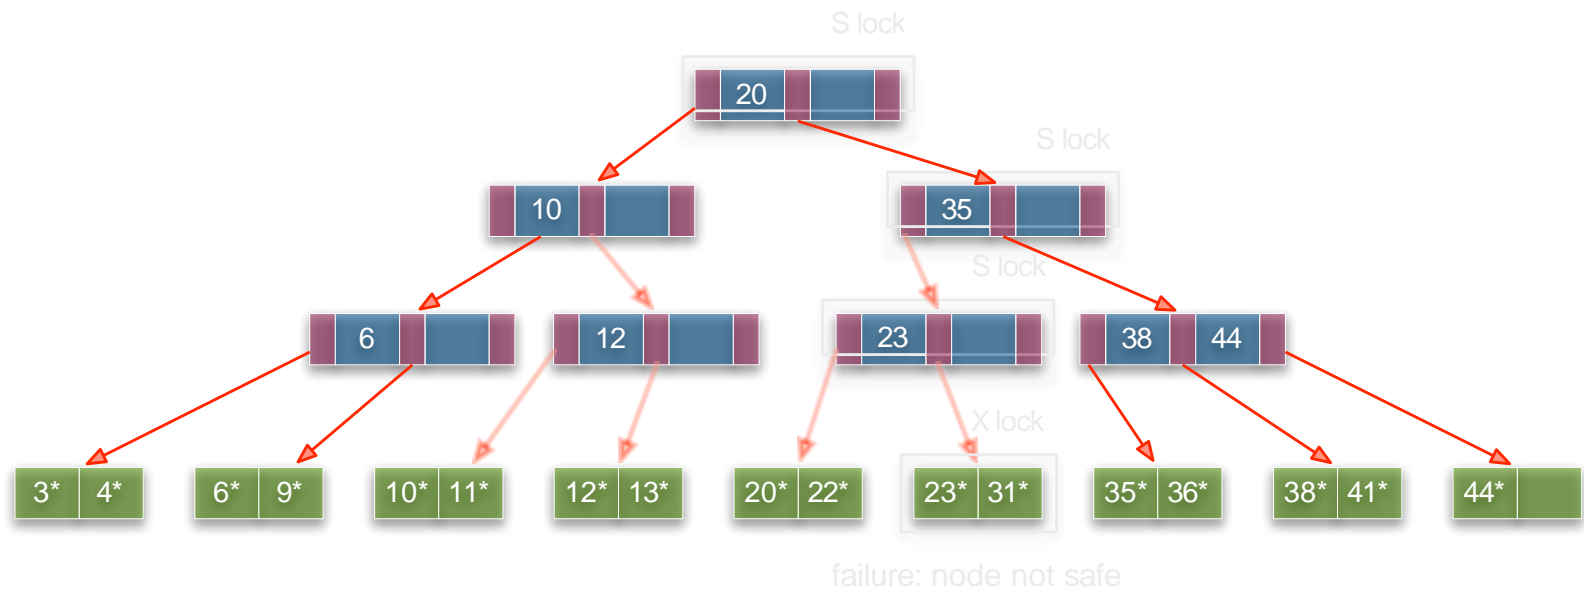 S lock
20
S lock
10
35
S lock
6
12
23
38 44
X lock
3* 4* 6* 9* 10* 11* 12* 13* 20* 22* 23* 31* 35* 36* 38* 41* 44*
failure: node not safe